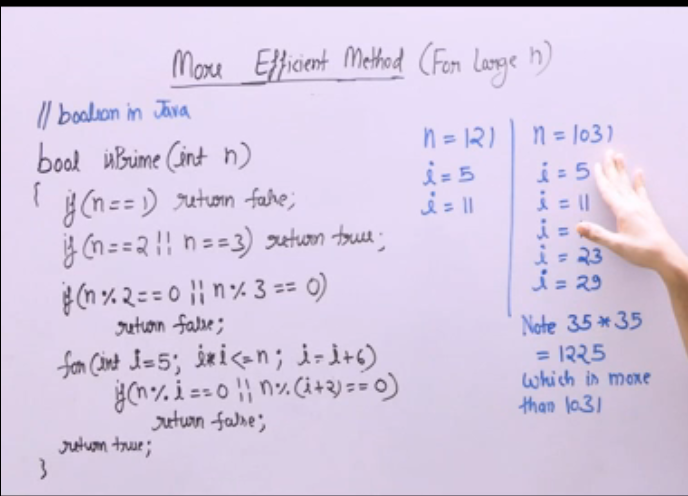 More Efficient Method (For Large n)
// boolean in Java
bool isPrime(int n)
{
if(n==1) return false;
if(n==2 || n==3) return true;
if(n%2==0 || n%3==0)
return false;
for(int i=5; i*i<=n; i=i+6)
if(n%i==0 || n%(i+2)==0)
return false;
return true;
}
n = 121
i = 5
i = 11
n = 1031
i = 5
i = 11
i =
i = 23
i = 29
Note 35*35
= 1225
which is more
than 1031